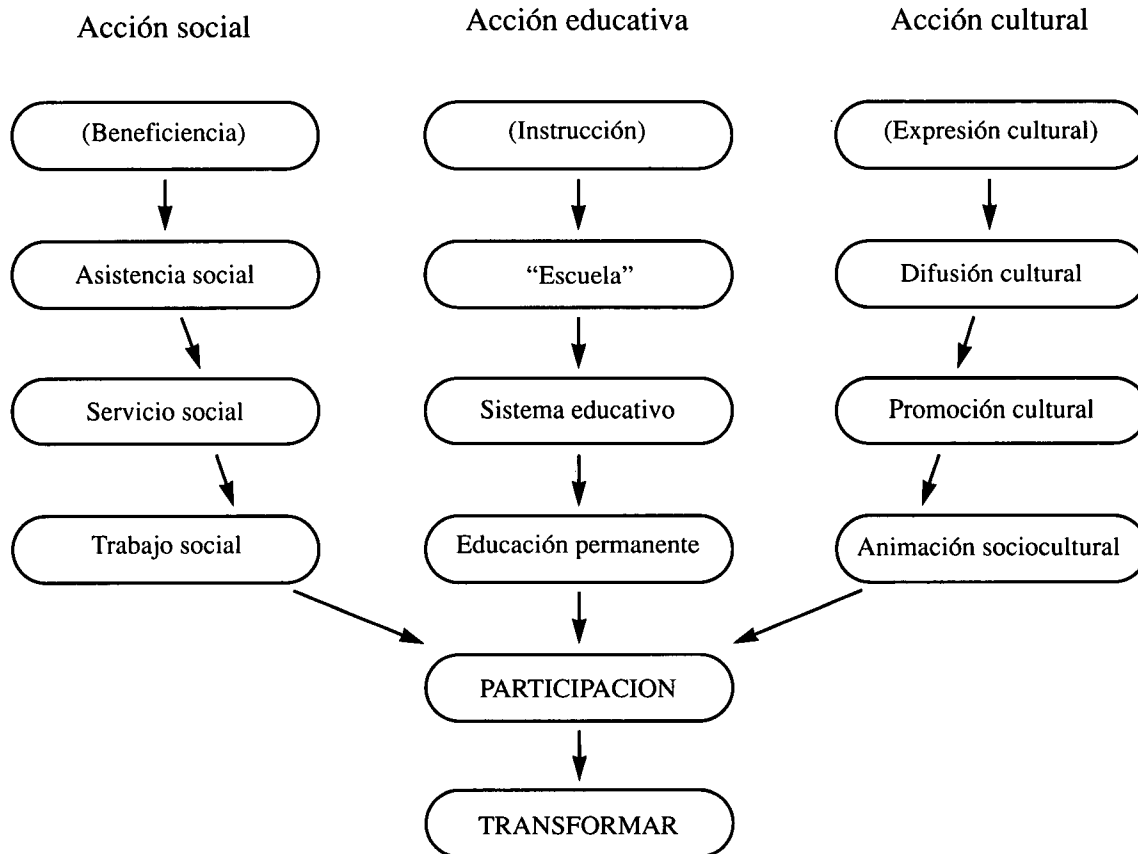 Acción social
Acción educativa
Acción cultural
(Beneficiencia)
(Instrucción)
(Expresión cultural)
Asistencia social
“Escuela”
Difusión cultural
Servicio social
Sistema educativo
Promoción cultural
Trabajo social
Educación permanente
Animación sociocultural
PARTICIPACION
TRANSFORMAR